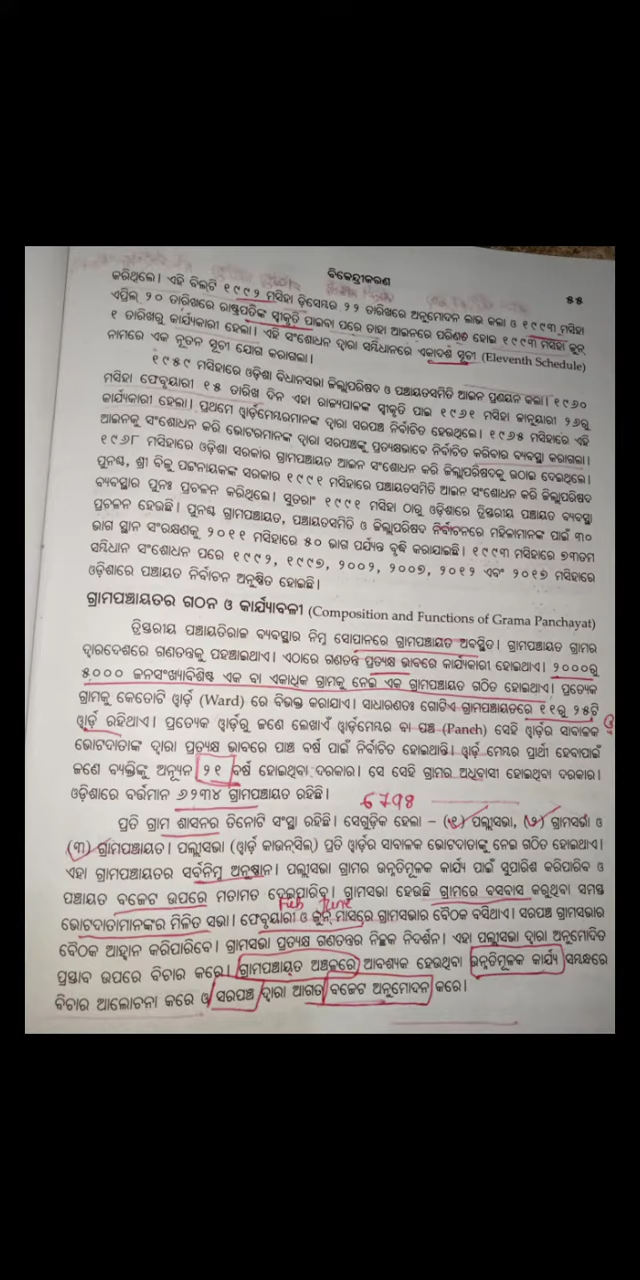 ବିକେନ୍ଦ୍ରୀକରଣ
୫୫
କରିଥିଲେ। ଏହି ବିଲ୍‌ଟି ୧୯୯୨ ମସିହା ଡ଼ିସେମ୍ବର ୨୨ ତାରିଖରେ ଅନୁମୋଦନ ଲାଭ କଲା ଓ ୧୯୯୩ ମସିହା
ଏପ୍ରିଲ୍ ୨୦ ତାରିଖରେ ରାଷ୍ଟ୍ରପତିଙ୍କ ସ୍ୱୀକୃତି ପାଇବା ପରେ ତାହା ଆଇନରେ ପରିଣତ ହୋଇ ୧୯୯୩ ମସିହା ଜୁନ୍
୧ ତାରିଖରୁ କାର୍ଯ୍ୟକାରୀ ହେଲା। ଏହି ସଂଶୋଧନ ଦ୍ୱାରା ସମ୍ବିଧାନରେ ଏକାଦଶ ସୂଚୀ (Eleventh Schedule)
ନାମରେ ଏକ ନୂତନ ସୂଚୀ ଯୋଗ କରାଗଲା।
୧୯୫୯ ମସିହାରେ ଓଡ଼ିଶା ବିଧାନସଭା ଜିଲ୍ଲାପରିଷଦ ଓ ପଞ୍ଚାୟତସମିତି ଆଇନ ପ୍ରଣୟନ କଲା। ୧୯୬୦
ମସିହା ଫେବୃୟାରୀ ୧୫ ତାରିଖ ଦିନ ଏହା ରାଜ୍ୟପାଳଙ୍କ ସ୍ୱୀକୃତି ପାଇ ୧୯୬୧ ମସିହା ଜାନୁୟାରୀ ୨୬ରୁ
କାର୍ଯ୍ୟକାରୀ ହେଲା। ପ୍ରଥମେ ୱାର୍ଡ଼ମେମ୍ବରମାନଙ୍କ ଦ୍ୱାରା ସରପଞ୍ଚ ନିର୍ବାଚିତ ହେଉଥିଲେ। ୧୯୬୫ ମସିହାରେ ଏହି
ଆଇନକୁ ସଂଶୋଧନ କରି ଭୋଟରମାନଙ୍କ ଦ୍ୱାରା ସରପଞ୍ଚଙ୍କୁ ପ୍ରତ୍ୟକ୍ଷଭାବେ ନିର୍ବାଚିତ କରିବାର ବ୍ୟବସ୍ଥା କରାଗଲା।
୧୯୬୮ ମସିହାରେ ଓଡ଼ିଶା ସରକାର ଗ୍ରାମପଞ୍ଚାୟତ ଆଇନ ସଂଶୋଧନ କରି ଜିଲ୍ଲାପରିଷଦକୁ ଉଠାଇ ଦେଇଥିଲେ।
ପୁନଶ୍ଚ, ଶ୍ରୀ ବିଜୁ ପଟ୍ଟନାୟକଙ୍କ ସରକାର ୧୯୯୧ ମସିହାରେ ପଞ୍ଚାୟତସମିତି ଆଇନ ସଂଶୋଧନ କରି ଜିଲ୍ଲାପରିଷଦ
ବ୍ୟବସ୍ଥାର ପୁନଃ ପ୍ରଚଳନ କରିଥିଲେ। ସୁତରାଂ ୧୯୯୧ ମସିହା ଠାରୁ ଓଡ଼ିଶାରେ ତ୍ରିସ୍ତରୀୟ ପଞ୍ଚାୟତ ବ୍ୟବସ୍ଥା
ପ୍ରଚଳନ ହେଉଛି। ପୁନଶ୍ଚ ଗ୍ରାମପଞ୍ଚାୟତ, ପଞ୍ଚାୟତସମିତି ଓ ଜିଲ୍ଲାପରିଷଦ ନିର୍ବାଚନରେ ମହିଳାମାନଙ୍କ ପାଇଁ ୩୦
ଭାଗ ସ୍ଥାନ ସଂରକ୍ଷଣକୁ ୨୦୧୧ ମସିହାରେ ୫୦ ଭାଗ ପର୍ଯ୍ୟନ୍ତ ବୃଦ୍ଧି କରାଯାଇଛି। ୧୯୯୩ ମସିହାରେ ୭୩ତମ
ସମ୍ବିଧାନ ସଂଶୋଧନ ପରେ ୧୯୯୨, ୧୯୯୭, ୨୦୦୨, ୨୦୦୭, ୨୦୧୨ ଏବଂ ୨୦୧୭ ମସିହାରେ
ଓଡ଼ିଶାରେ ପଞ୍ଚାୟତ ନିର୍ବାଚନ ଅନୁଷ୍ଠିତ ହୋଇଛି।
ଗ୍ରାମପଞ୍ଚାୟତର ଗଠନ ଓ କାର୍ଯ୍ୟାବଳୀ (Composition and Functions of Grama Panchayat)
ତ୍ରିସ୍ତରୀୟ ପଞ୍ଚାୟତିରାଜ ବ୍ୟବସ୍ଥାର ନିମ୍ନ ସୋପାନରେ ଗ୍ରାମପଞ୍ଚାୟତ ଅବସ୍ଥିତ। ଗ୍ରାମପଞ୍ଚାୟତ ଗ୍ରାମର
ଦ୍ୱାରଦେଶରେ ଗଣତନ୍ତ୍ରକୁ ପହଞ୍ଚାଇଥାଏ। ଏଠାରେ ଗଣତନ୍ତ୍ର ପ୍ରତ୍ୟକ୍ଷ ଭାବରେ କାର୍ଯ୍ୟକାରୀ ହୋଇଥାଏ। ୨୦୦୦ରୁ
୫୦୦୦ ଜନସଂଖ୍ୟାବିଶିଷ୍ଟ ଏକ ବା ଏକାଧିକ ଗ୍ରାମକୁ ନେଇ ଏକ ଗ୍ରାମପଞ୍ଚାୟତ ଗଠିତ ହୋଇଥାଏ। ପ୍ରତ୍ୟେକ
ଗ୍ରାମକୁ କେତୋଟି ୱାର୍ଡ଼ (Ward) ରେ ବିଭକ୍ତ କରାଯାଏ। ସାଧାରଣତଃ ଗୋଟିଏ ଗ୍ରାମପଞ୍ଚାୟତରେ ୧୧ରୁ ୨୫ଟି
ୱାର୍ଡ଼ ରହିଥାଏ। ପ୍ରତ୍ୟେକ ୱାର୍ଡ଼ରୁ ଜଣେ ଲେଖାଏଁ ୱାର୍ଡ଼ମେମ୍ବର ବା ପଞ୍ଚ (Panch) ସେହି ୱାର୍ଡ଼ର ସାବାଳକ
ଭୋଟଦାତାଙ୍କ ଦ୍ୱାରା ପ୍ରତ୍ୟକ୍ଷ ଭାବରେ ପାଞ୍ଚ ବର୍ଷ ପାଇଁ ନିର୍ବାଚିତ ହୋଇଥାନ୍ତି। ୱାର୍ଡ଼ ମେମ୍ବର ପ୍ରାର୍ଥୀ ହେବାପାଇଁ
ଜଣେ ବ୍ୟକ୍ତିଙ୍କୁ ଅନ୍ୟୂନ ୨୧ ବର୍ଷ ହୋଇଥିବା ଦରକାର। ସେ ସେହି ଗ୍ରାମର ଅଧିବାସୀ ହୋଇଥିବା ଦରକାର।
ଓଡ଼ିଶାରେ ବର୍ତ୍ତମାନ ୬୨୩୪ ଗ୍ରାମପଞ୍ଚାୟତ ରହିଛି।
6798
ପ୍ରତି ଗ୍ରାମ ଶାସନର ତିନୋଟି ସଂସ୍ଥା ରହିଛି। ସେଗୁଡ଼ିକ ହେଲା – (୧) ପଲ୍ଲୀସଭା, (୨) ଗ୍ରାମସଭା ଓ
(୩) ଗ୍ରାମପଞ୍ଚାୟତ। ପଲ୍ଲୀସଭା (ୱାର୍ଡ଼ କାଉନ୍‌ସିଲ୍) ପ୍ରତି ୱାର୍ଡ଼ର ସାବାଳକ ଭୋଟଦାତାଙ୍କୁ ନେଇ ଗଠିତ ହୋଇଥାଏ।
ଏହା ଗ୍ରାମପଞ୍ଚାୟତର ସର୍ବନିମ୍ନ ଅନୁଷ୍ଠାନ। ପଲ୍ଲୀସଭା ଗ୍ରାମର ଉନ୍ନତିମୂଳକ କାର୍ଯ୍ୟ ପାଇଁ ସୁପାରିଶ କରିପାରିବ ଓ
ପଞ୍ଚାୟତ ବଜେଟ ଉପରେ ମତାମତ ଦେଇପାରିବ। ଗ୍ରାମସଭା ହେଉଛି ଗ୍ରାମରେ ବସବାସ କରୁଥିବା ସମସ୍ତ
Feb June
ଭୋଟଦାତାମାନଙ୍କର ମିଳିତ ସଭା। ଫେବୃୟାରୀ ଓ ଜୁନ୍ ମାସରେ ଗ୍ରାମସଭାର ବୈଠକ ବସିଥାଏ। ସରପଞ୍ଚ ଗ୍ରାମସଭାର
ବୈଠକ ଆହ୍ୱାନ କରିପାରିବେ। ଗ୍ରାମସଭା ପ୍ରତ୍ୟକ୍ଷ ଗଣତନ୍ତ୍ରର ନିଚ୍ଛକ ନିଦର୍ଶନ। ଏହା ପଲ୍ଲୀସଭା ଦ୍ୱାରା ଅନୁମୋଦିତ
ପ୍ରସ୍ତାବ ଉପରେ ବିଚାର କରେ। ଗ୍ରାମପଞ୍ଚାୟତ ଅଞ୍ଚଳରେ ଆବଶ୍ୟକ ହେଉଥିବା ଉନ୍ନତିମୂଳକ କାର୍ଯ୍ୟ ସମ୍ବନ୍ଧରେ
ବିଚାର ଆଲୋଚନା କରେ ଓ ସରପଞ୍ଚ ଦ୍ୱାରା ଆଗତ ବଜେଟ ଅନୁମୋଦନ କରେ।